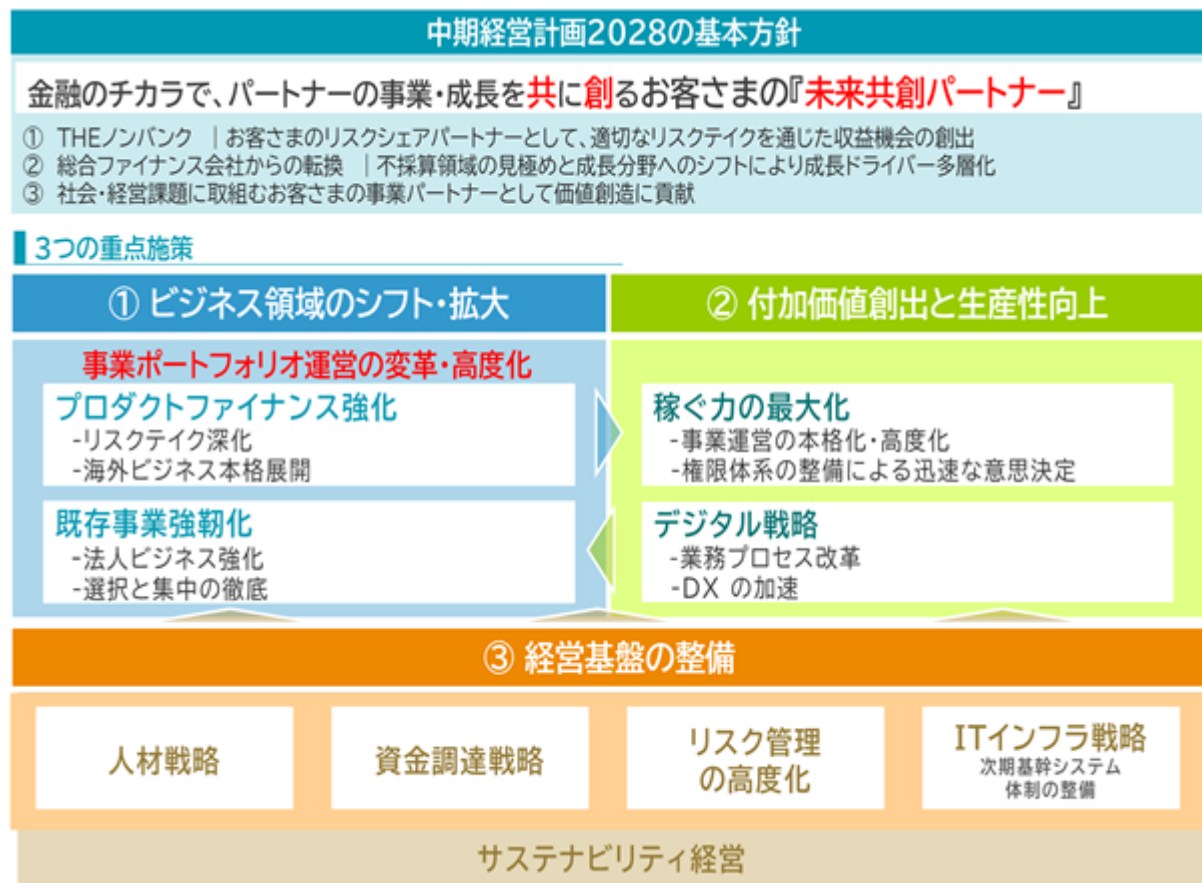 中期経営計画2028の基本方針
金融のチカラで、パートナーの事業・成長を共に創るお客さまの『未来共創パートナー』
① THEノンバンク ｜お客さまのリスクシェアパートナーとして、適切なリスクテイクを通じた収益機会の創出
② 総合ファイナンス会社からの転換 ｜不採算領域の見極めと成長分野へのシフトにより成長ドライバー多層化
③ 社会・経営課題に取組むお客さまの事業パートナーとして価値創造に貢献
3つの重点施策
① ビジネス領域のシフト・拡大
事業ポートフォリオ運営の変革・高度化
プロダクトファイナンス強化
-リスクテイク深化
-海外ビジネス本格展開
既存事業強靭化
-法人ビジネス強化
-選択と集中の徹底
② 付加価値創出と生産性向上
稼ぐ力の最大化
-事業運営の本格化・高度化
-権限体系の整備による迅速な意思決定
デジタル戦略
-業務プロセス改革
-DX の加速
③ 経営基盤の整備
人材戦略
資金調達戦略
リスク管理
の高度化
ITインフラ戦略
次期基幹システム
体制の整備
サステナビリティ経営